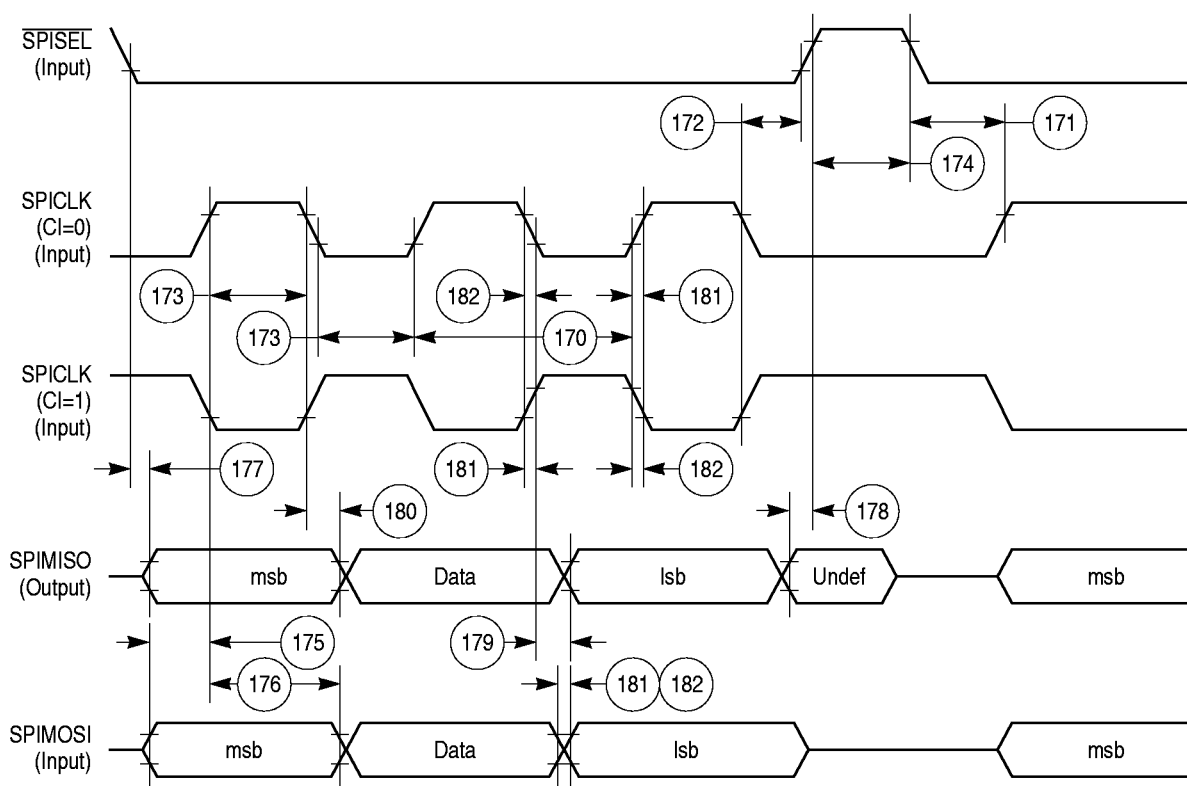 SPISEL
(Input)
172
171
174
SPICLK
(CI=0)
(Input)
173
182
181
173
170
SPICLK
(CI=1)
(Input)
177
181
182
180
178
SPIMISO
(Output)
msb
Data
lsb
Undef
msb
175
179
176
181
182
SPIMOSI
(Input)
msb
Data
lsb
msb